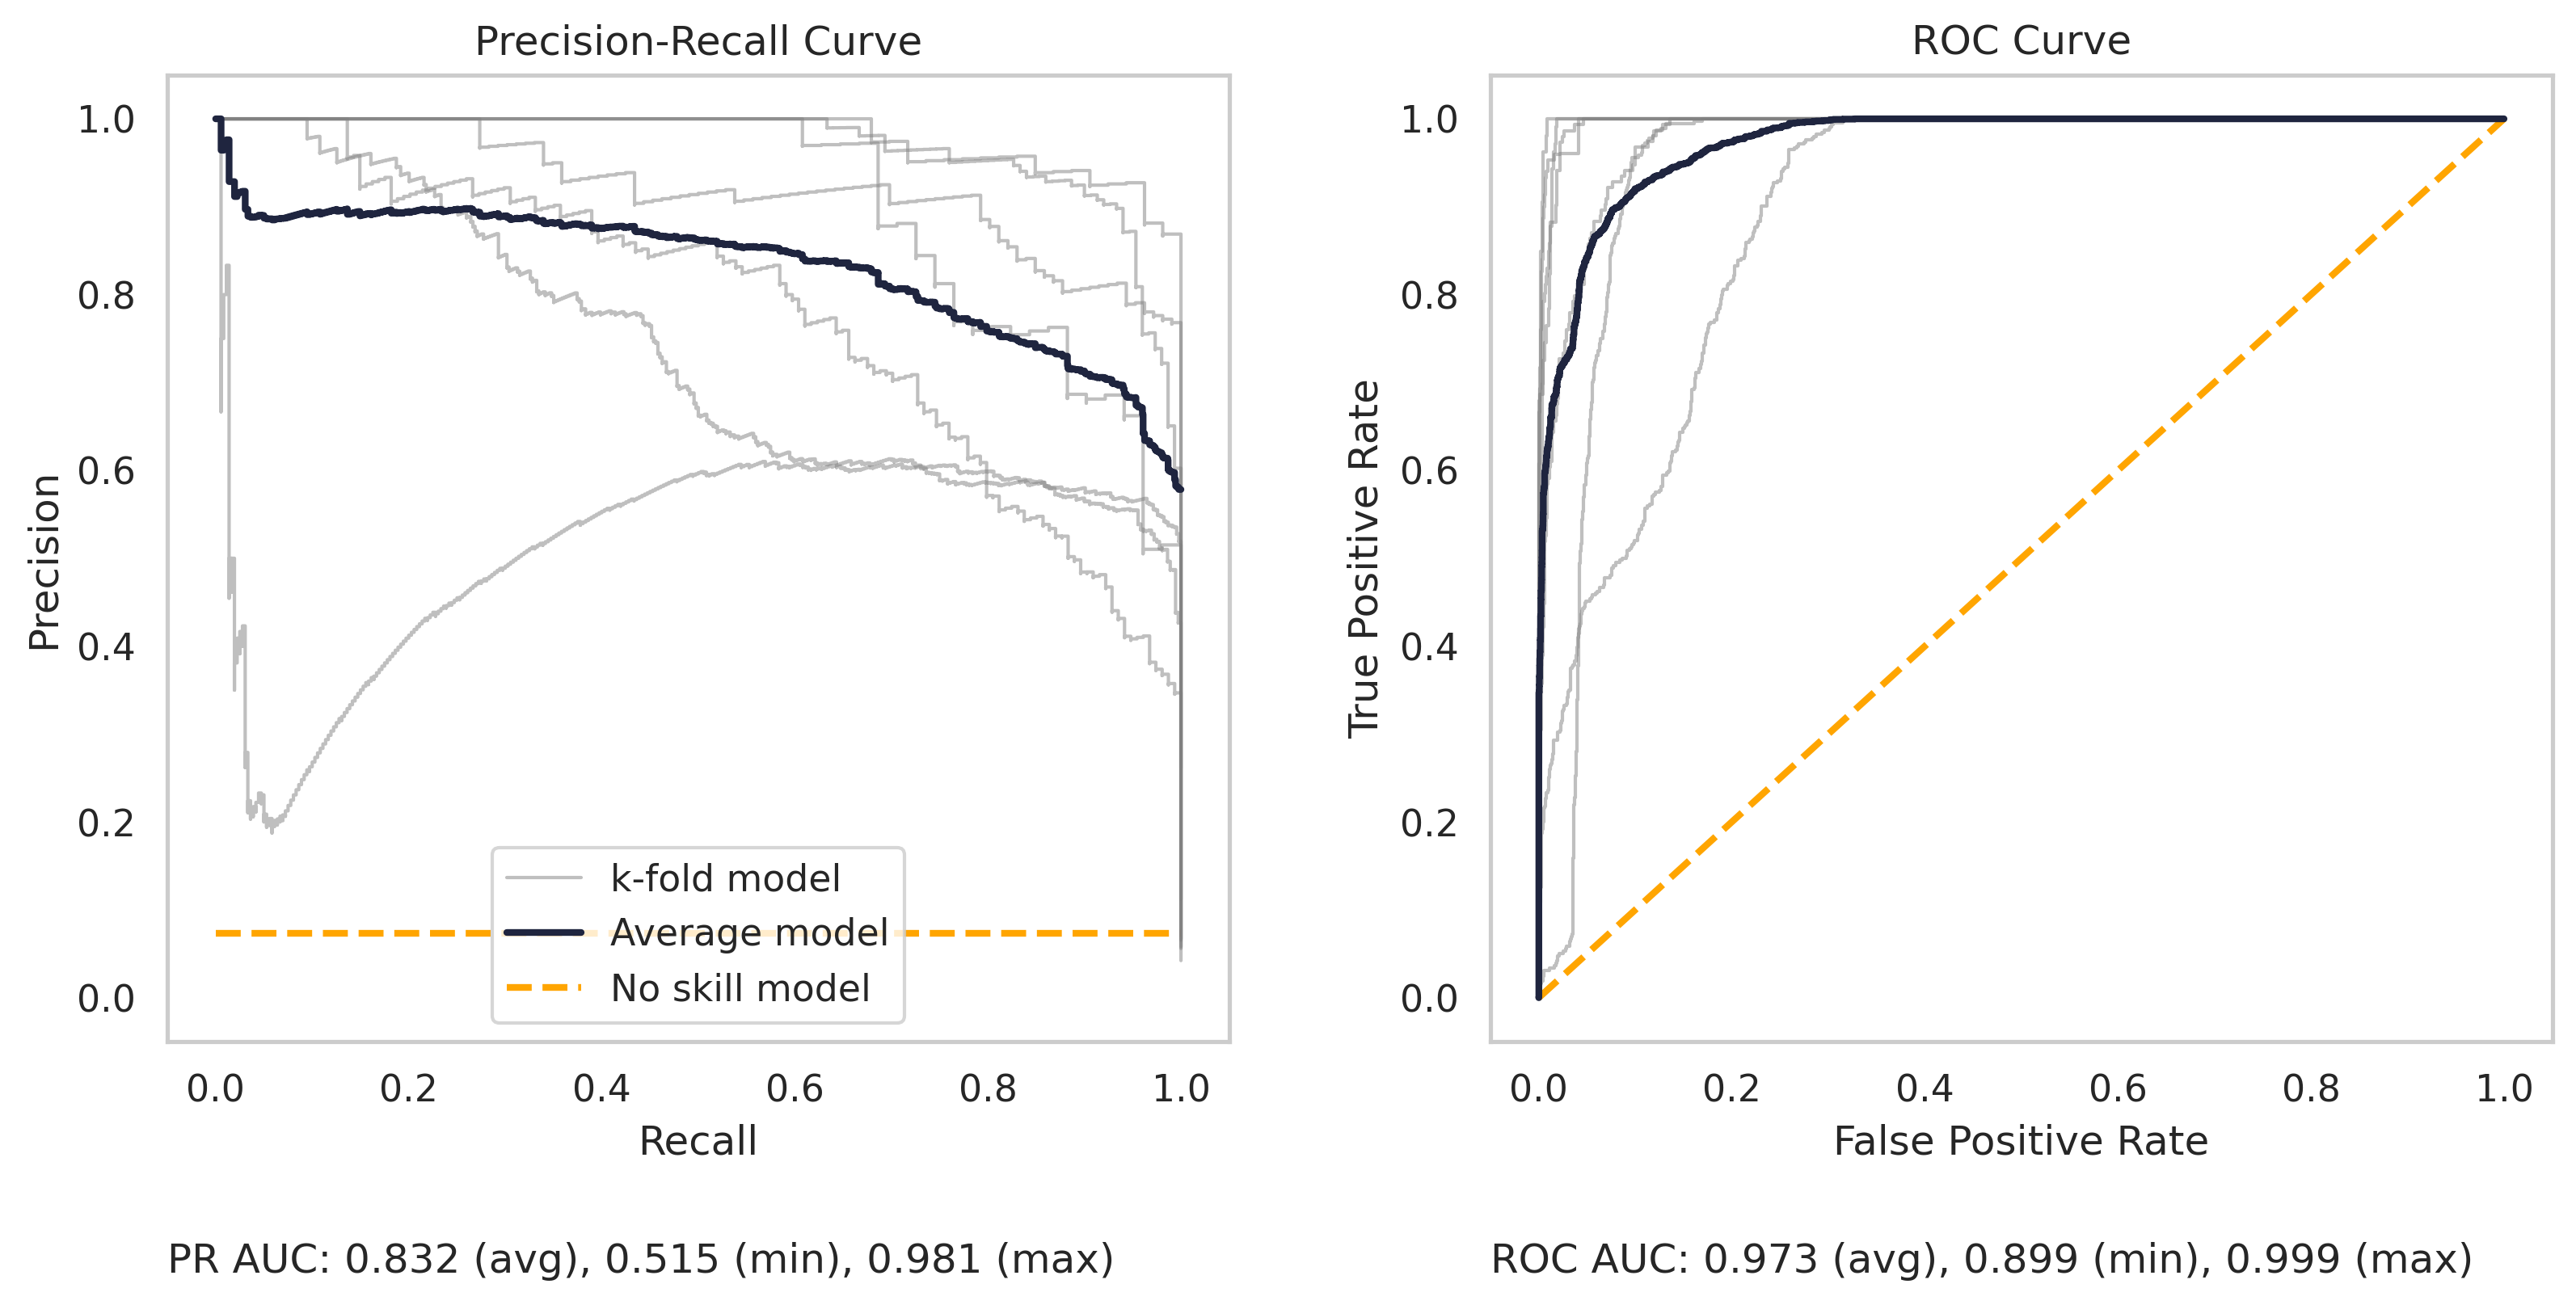 Precision-Recall Curve
1.0
0.8
0.6
0.4
0.2
0.0
Precision
k-fold model
Average model
No skill model
0.0 0.2 0.4 0.6 0.8 1.0
Recall
PR AUC: 0.832 (avg), 0.515 (min), 0.981 (max)
ROC Curve
1.0
0.8
0.6
0.4
0.2
0.0
True Positive Rate
0.0 0.2 0.4 0.6 0.8 1.0
False Positive Rate
ROC AUC: 0.973 (avg), 0.899 (min), 0.999 (max)